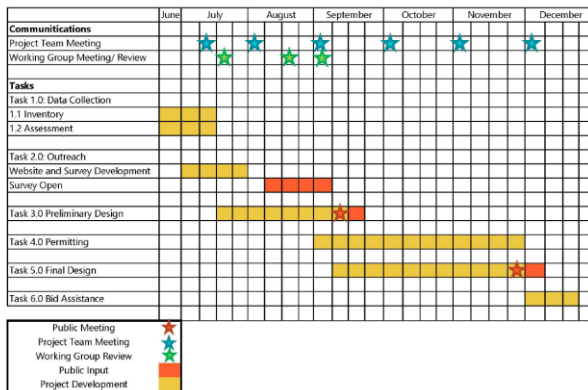 June July August September October November December
Communitications
Project Team Meeting
Working Group Meeting/ Review
Tasks
Task 1.0: Data Collection
1.1 Inventory
1.2 Assessment
Task 2.0: Outreach
Website and Survey Development
Survey Open
Task 3.0 Preliminary Design
Task 4.0 Permitting
Task 5.0 Final Design
Task 6.0 Bid Assistance
Public Meeting
Project Team Meeting
Working Group Review
Public Input
Project Development